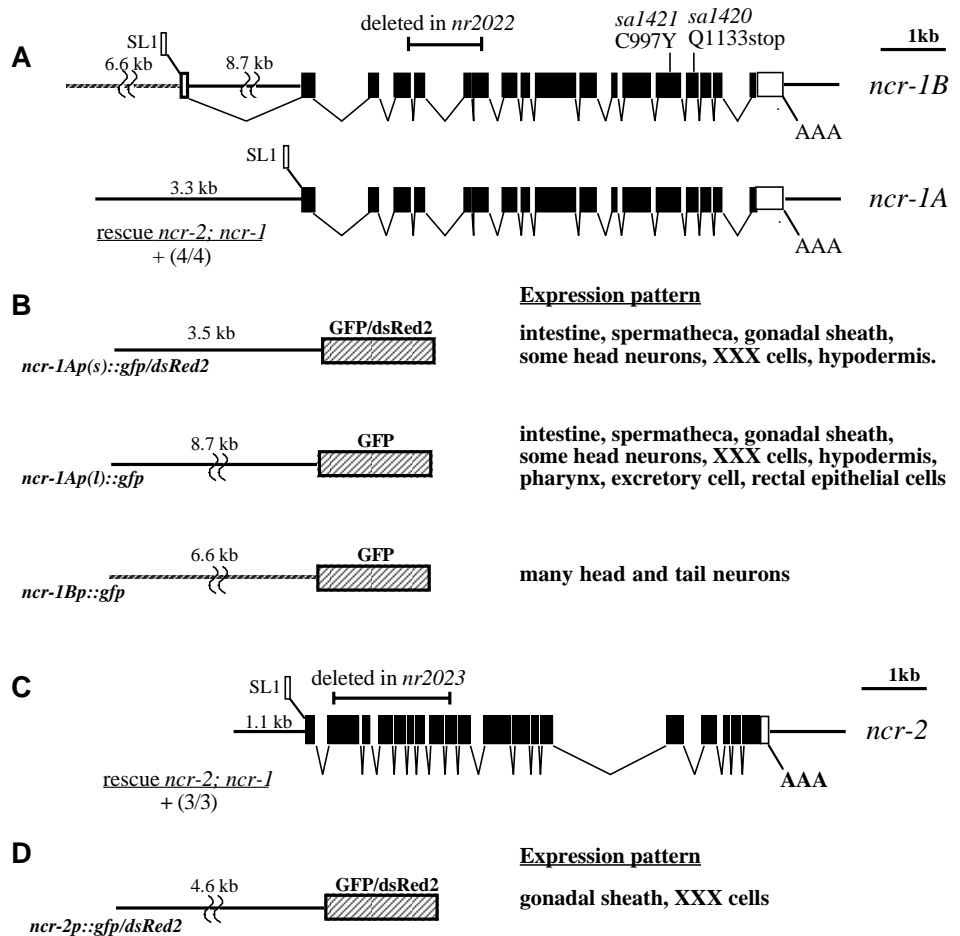 A
deleted in nr2022
sa1421
C997Y
sa1420
Q1133stop
1kb
SL1
6.6 kb
8.7 kb
ncr-1B
AAA
SL1
3.3 kb
ncr-1A
AAA
rescue ncr-2; ncr-1
+ (4/4)
B
Expression pattern
3.5 kb
GFP/dsRed2
ncr-1Ap(s)::gfp/dsRed2
intestine, spermatheca, gonadal sheath,
some head neurons, XXX cells, hypodermis.
8.7 kb
GFP
ncr-1Ap(l)::gfp
intestine, spermatheca, gonadal sheath,
some head neurons, XXX cells, hypodermis,
pharynx, excretory cell, rectal epithelial cells
6.6 kb
GFP
ncr-1Bp::gfp
many head and tail neurons
C
deleted in nr2023
1kb
SL1
1.1 kb
ncr-2
AAA
rescue ncr-2; ncr-1
+ (3/3)
D
Expression pattern
4.6 kb
GFP/dsRed2
ncr-2p::gfp/dsRed2
gonadal sheath, XXX cells